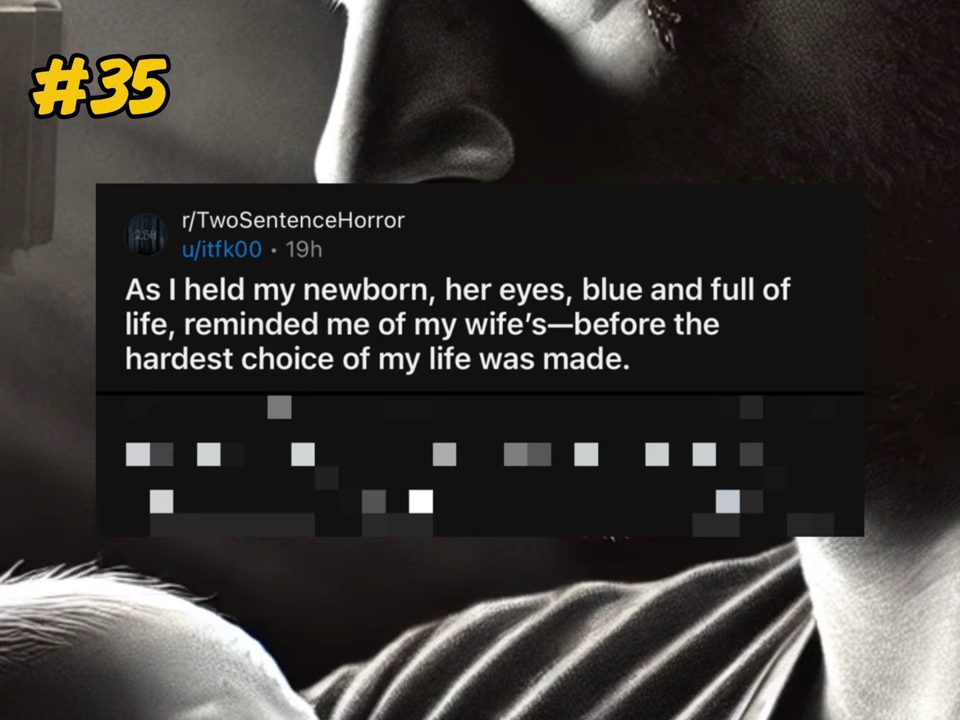 #35
r/TwoSentenceHorror
u/itfk00 • 19h
As I held my newborn, her eyes, blue and full of
life, reminded me of my wife’s—before the
hardest choice of my life was made.